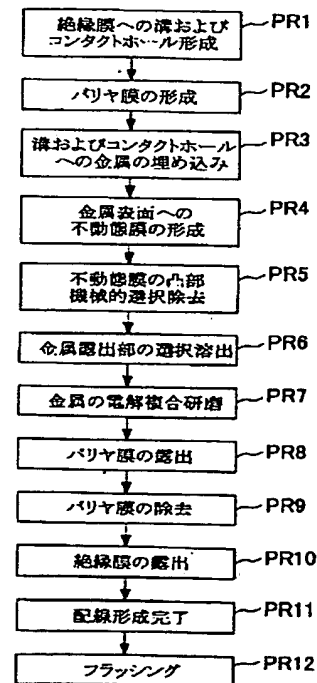 絶縁膜への溝および
コンタクトホール形成
PR1
バリヤ膜の形成
PR2
溝およびコンタクトホール
への金属の埋め込み
PR3
金属表面への
不動態膜の形成
PR4
不動態膜の凸部
機械的選択除去
PR5
金属露出部の選択溶出
PR6
金属の電解複合研磨
PR7
バリヤ膜の露出
PR8
バリヤ膜の除去
PR9
絶縁膜の露出
PR10
配線形成完了
PR11
フラッシング
PR12